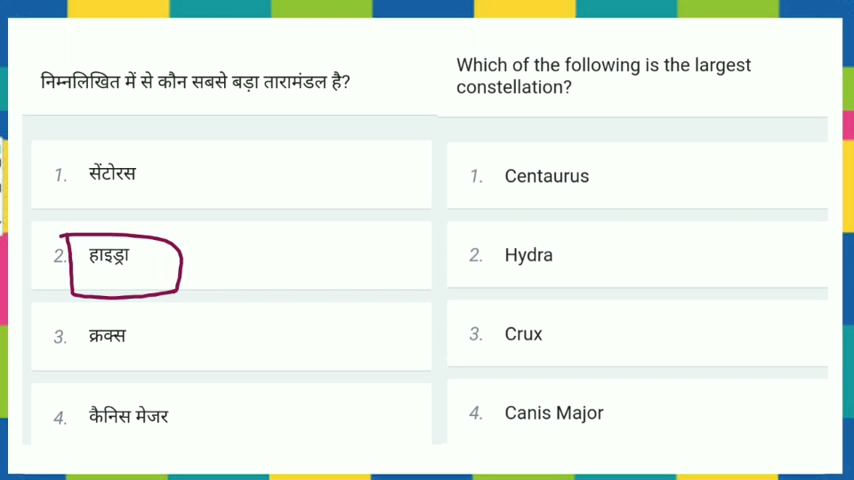 निम्नलिखित में से कौन सबसे बड़ा तारामंडल है?
1. सेंटोरस
2. हाइड्रा
3. क्रक्स
4. कैनिस मेजर
Which of the following is the largest
constellation?
1. Centaurus
2. Hydra
3. Crux
4. Canis Major